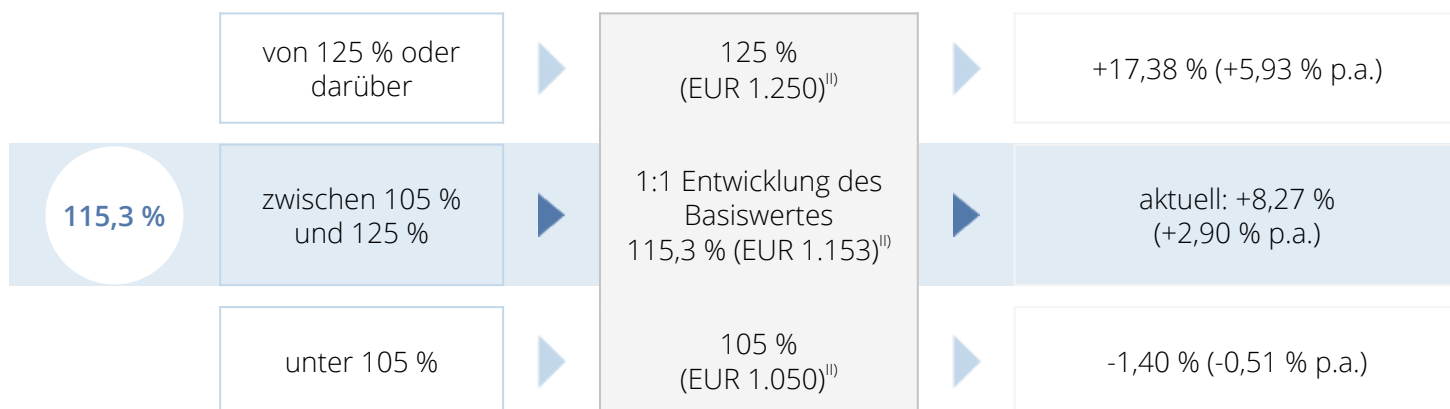 von 125 % oder
darüber
125 %
(EUR 1.250)II)
+17,38 % (+5,93 % p.a.)
115,3 %
zwischen 105 %
und 125 %
1:1 Entwicklung des
Basiswertes
115,3 % (EUR 1.153)II)
aktuell: +8,27 %
(+2,90 % p.a.)
unter 105 %
105 %
(EUR 1.050)II)
-1,40 % (-0,51 % p.a.)